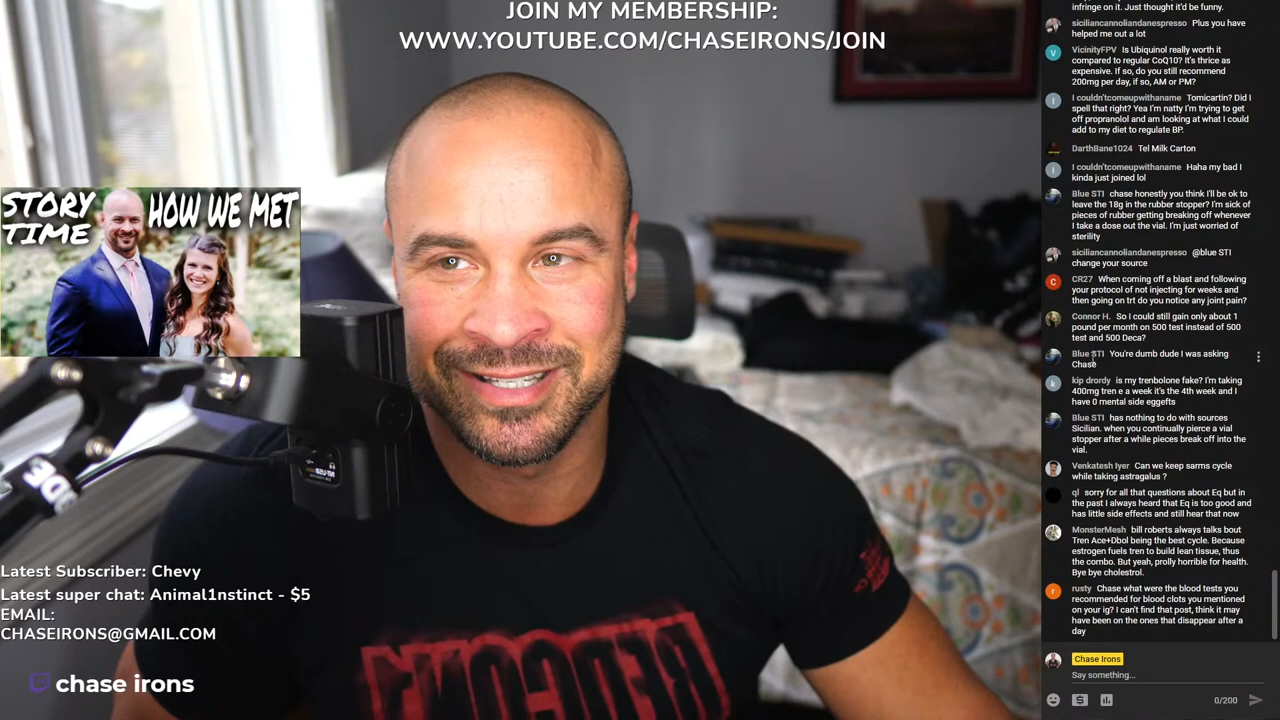 JOIN MY MEMBERSHIP:
WWW.YOUTUBE.COM/CHASEIRONS/JOIN
STORY
TIME
HOW WE MET
Latest Subscriber: Chevy
Latest super chat: Animal1nstinct - $5
EMAIL:
CHASEIRONS@GMAIL.COM
chase irons
infringe on it. Just thought it'd be funny.
siciliancannoliandanespresso Plus you have
helped me out a lot
V
VicinityFPV Is Ubiquinol really worth it
compared to regular CoQ10? It's thrice as
expensive. If so, do you still recommend
200mg per day, if so, AM or PM?
I
I couldn'tcomeupwithaname Tomicartin? Did I
spell that right? Yea I'm natty I'm trying to get
off propranolol and am looking at what I could
add to my diet to regulate BP.
DarthBane1024 Tel Milk Carton
I
I couldn'tcomeupwithaname Haha my bad I
kinda just joined lol
Blue STI chase honestly you think I'll be ok to
leave the 18g in the rubber stopper? I'm sick of
pieces of rubber getting breaking off whenever
I take a dose out the vial. I'm just worried of
sterility
siciliancannoliandanespresso @blue STI
change your source
C
CR27 When coming off a blast and following
your protocol of not injecting for weeks and
then going on trt do you notice any joint pain?
Connor H. So I could still gain only about 1
pound per month on 500 test instead of 500
test and 500 Deca?
Blue STI You're dumb dude I was asking
Chase
k
kip drordy is my trenbolone fake? I'm taking
400mg tren e a week it's the 4th week and I
have 0 mental side eggefts
Blue STI has nothing to do with sources
Sicilian. when you continually pierce a vial
stopper after a while pieces break off into the
vial.
Venkatesh Iyer Can we keep sarms cycle
while taking astragalus ?
ql sorry for all that questions about Eq but in
the past I always heard that Eq is too good and
has little side effects and still hear that now
MonsterMesh bill roberts always talks bout
Tren Ace+Dbol being the best cycle. Because
estrogen fuels tren to build lean tissue, thus
the combo. But yeah, prolly horrible for health.
Bye bye cholestrol.
r
rusty Chase what were the blood tests you
recommended for blood clots you mentioned
on your ig? I can't find that post, think it may
have been on the ones that disappear after a
day
Chase Irons
Say something...
0/200